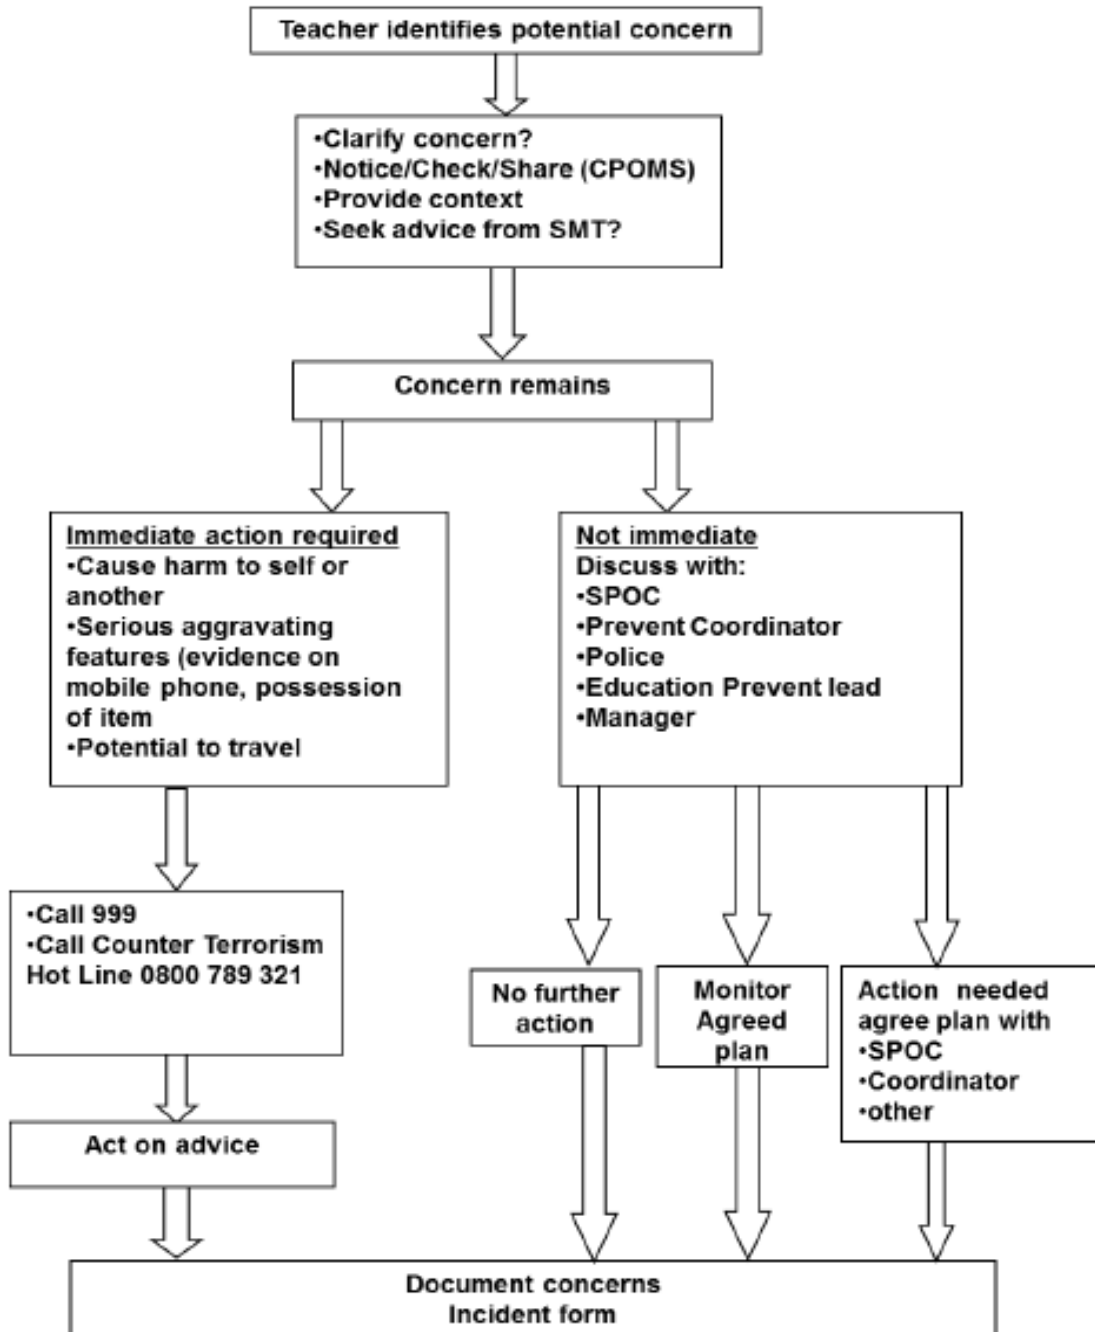 Teacher identifies potential concern
•Clarify concern?
•Notice/Check/Share (CPOMS)
•Provide context
•Seek advice from SMT?
Concern remains
Immediate action required
•Cause harm to self or
another
•Serious aggravating
features (evidence on
mobile phone, possession
of item
•Potential to travel
Not immediate
Discuss with:
•SPOC
•Prevent Coordinator
•Police
•Education Prevent lead
•Manager
•Call 999
•Call Counter Terrorism
Hot Line 0800 789 321
No further
action
Monitor
Agreed
plan
Action needed
agree plan with
•SPOC
•Coordinator
•other
Act on advice
Document concerns
Incident form